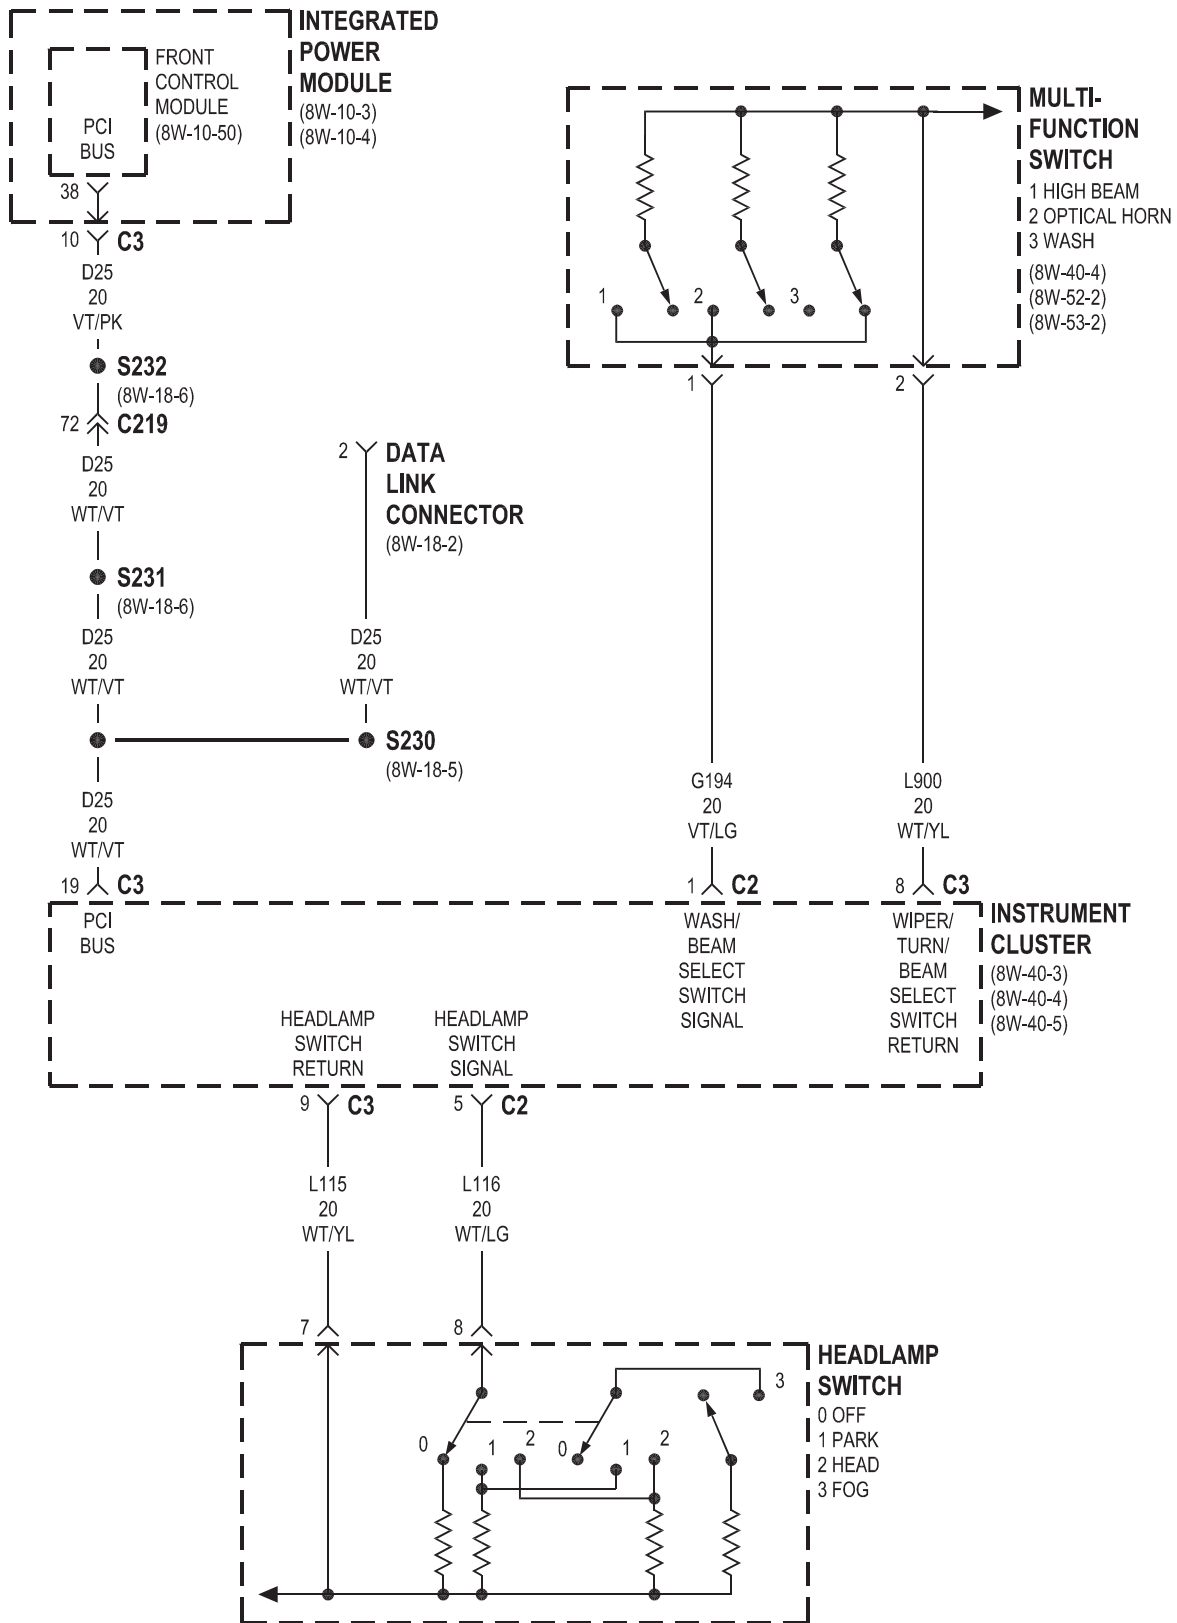 INTEGRATED
POWER
MODULE
(8W-10-3)
(8W-10-4)
FRONT
CONTROL
MODULE
(8W-10-50)
PCI
BUS
38
10
C3
D25
20
VT/PK
S232
(8W-18-6)
72
C219
D25
20
WT/VT
S231
(8W-18-6)
D25
20
WT/VT
2
DATA
LINK
CONNECTOR
(8W-18-2)
D25
20
WT/VT
S230
(8W-18-5)
D25
20
WT/VT
19
C3
MULTI-
FUNCTION
SWITCH
1 HIGH BEAM
2 OPTICAL HORN
3 WASH
(8W-40-4)
(8W-52-2)
(8W-53-2)
1
2
3
1
2
G194
20
VT/LG
L900
20
WT/YL
1
C2
8
C3
PCI
BUS
WASH/
BEAM
SELECT
SWITCH
SIGNAL
WIPER/
TURN/
BEAM
SELECT
SWITCH
RETURN
INSTRUMENT
CLUSTER
(8W-40-3)
(8W-40-4)
(8W-40-5)
HEADLAMP
SWITCH
RETURN
HEADLAMP
SWITCH
SIGNAL
9
C3
5
C2
L115
20
WT/YL
L116
20
WT/LG
7
8
HEADLAMP
SWITCH
0 OFF
1 PARK
2 HEAD
3 FOG
3
0
1
2
0
1
2